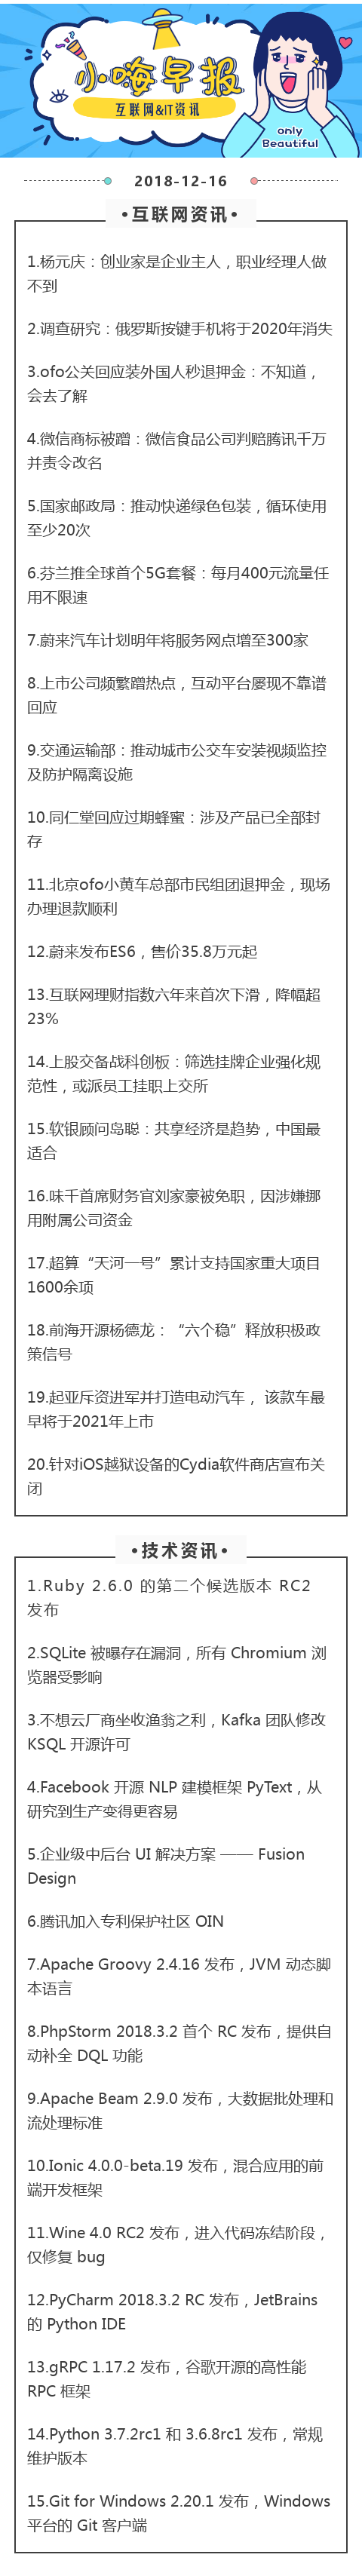 小嗨早报
互联网&IT资讯
only
Beautiful
2018-12-16
•互联网资讯•
1.杨元庆：创业家是企业主人，职业经理人做
不到
2.调查研究：俄罗斯按键手机将于2020年消失
3.ofo公关回应装外国人秒退押金：不知道，
会去了解
4.微信商标被蹭：微信食品公司判赔腾讯千万
并责令改名
5.国家邮政局：推动快递绿色包装，循环使用
至少20次
6.芬兰推全球首个5G套餐：每月400元流量任
用不限速
7.蔚来汽车计划明年将服务网点增至300家
8.上市公司频繁蹭热点，互动平台屡现不靠谱
回应
9.交通运输部：推动城市公交车安装视频监控
及防护隔离设施
10.同仁堂回应过期蜂蜜：涉及产品已全部封
存
11.北京ofo小黄车总部市民组团退押金，现场
办理退款顺利
12.蔚来发布ES6，售价35.8万元起
13.互联网理财指数六年来首次下滑，降幅超
23%
14.上股交备战科创板：筛选挂牌企业强化规
范性，或派员工挂职上交所
15.软银顾问岛聪：共享经济是趋势，中国最
适合
16.味千首席财务官刘家豪被免职，因涉嫌挪
用附属公司资金
17.超算“天河一号”累计支持国家重大项目
1600余项
18.前海开源杨德龙：“六个稳”释放积极政
策信号
19.起亚斥资进军并打造电动汽车， 该款车最
早将于2021年上市
20.针对iOS越狱设备的Cydia软件商店宣布关
闭
•技术资讯•
1.Ruby 2.6.0 的第二个候选版本 RC2
发布
2.SQLite 被曝存在漏洞，所有 Chromium 浏
览器受影响
3.不想云厂商坐收渔翁之利，Kafka 团队修改
KSQL 开源许可
4.Facebook 开源 NLP 建模框架 PyText，从
研究到生产变得更容易
5.企业级中后台 UI 解决方案 —— Fusion
Design
6.腾讯加入专利保护社区 OIN
7.Apache Groovy 2.4.16 发布，JVM 动态脚
本语言
8.PhpStorm 2018.3.2 首个 RC 发布，提供自
动补全 DQL 功能
9.Apache Beam 2.9.0 发布，大数据批处理和
流处理标准
10.Ionic 4.0.0-beta.19 发布，混合应用的前
端开发框架
11.Wine 4.0 RC2 发布，进入代码冻结阶段，
仅修复 bug
12.PyCharm 2018.3.2 RC 发布，JetBrains
的 Python IDE
13.gRPC 1.17.2 发布，谷歌开源的高性能
RPC 框架
14.Python 3.7.2rc1 和 3.6.8rc1 发布，常规
维护版本
15.Git for Windows 2.20.1 发布，Windows
平台的 Git 客户端